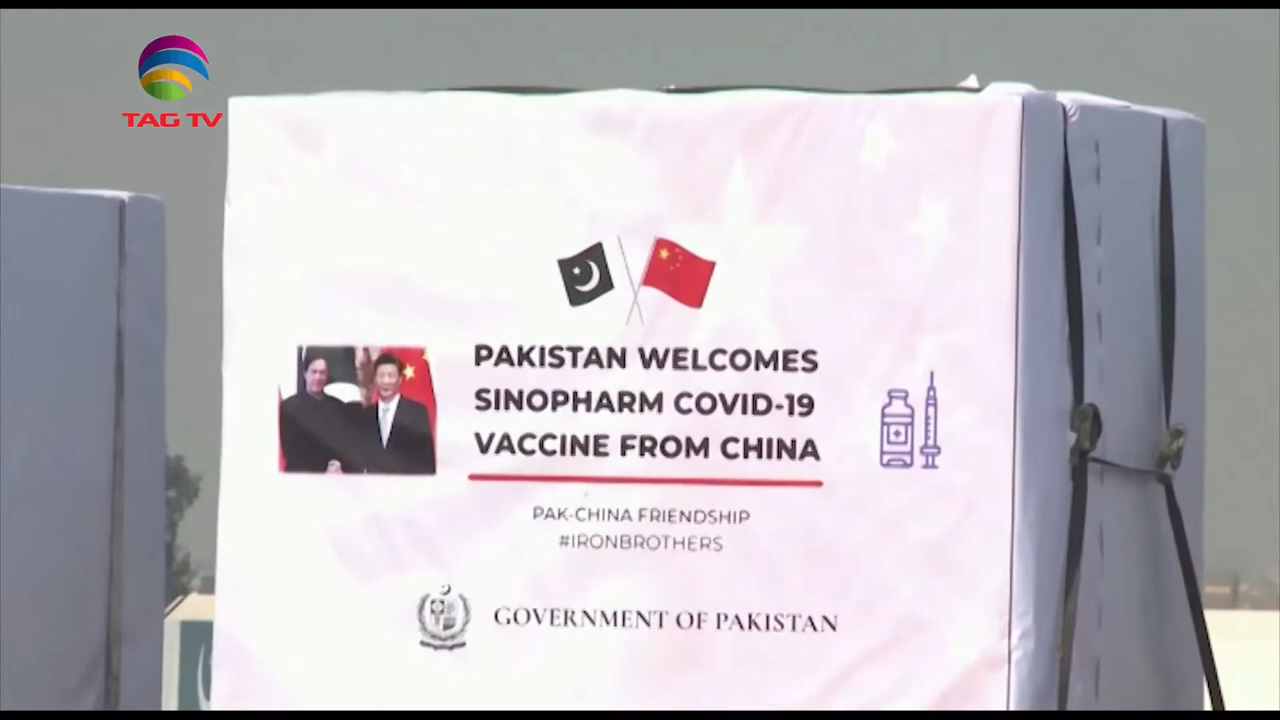 TAG TV
PAKISTAN WELCOMES
SINOPHARM COVID-19
VACCINE FROM CHINA
PAK-CHINA FRIENDSHIP
#IRONBROTHERS
GOVERNMENT OF PAKISTAN